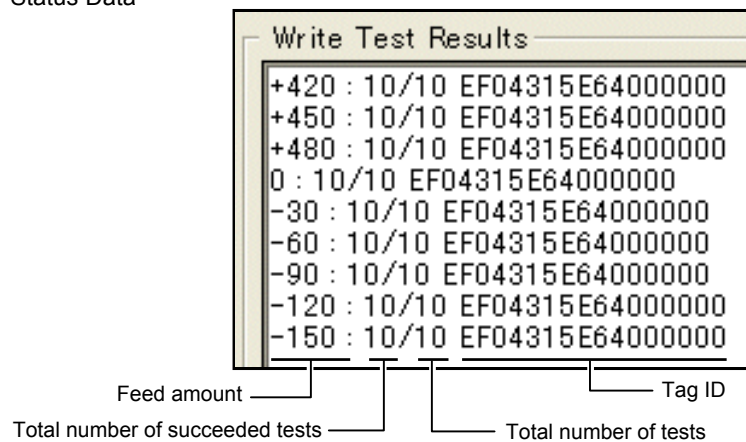 Status Data
Write Test Results
+420 : 10/10 EF04315E64000000
+450 : 10/10 EF04315E64000000
+480 : 10/10 EF04315E64000000
0 : 10/10 EF04315E64000000
-30 : 10/10 EF04315E64000000
-60 : 10/10 EF04315E64000000
-90 : 10/10 EF04315E64000000
-120 : 10/10 EF04315E64000000
-150 : 10/10 EF04315E64000000
Feed amount
Tag ID
Total number of succeeded tests
Total number of tests